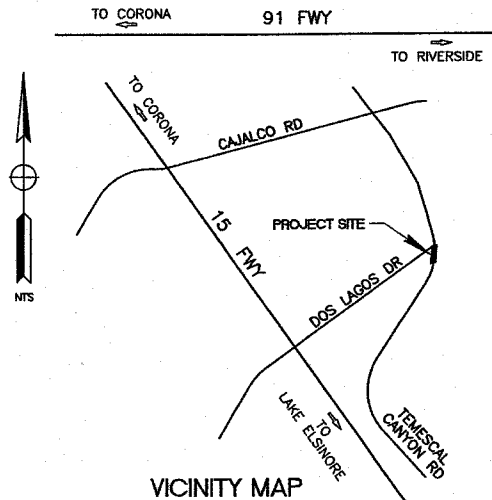 TO CORONA
91 FWY
TO RIVERSIDE
TO CORONA
CAJALCO RD
15 FWY
PROJECT SITE
NTS
DOS LAGOS DR
TO
LAKE ELSINORE
TEMESCAL
CANYON RD
VICINITY MAP